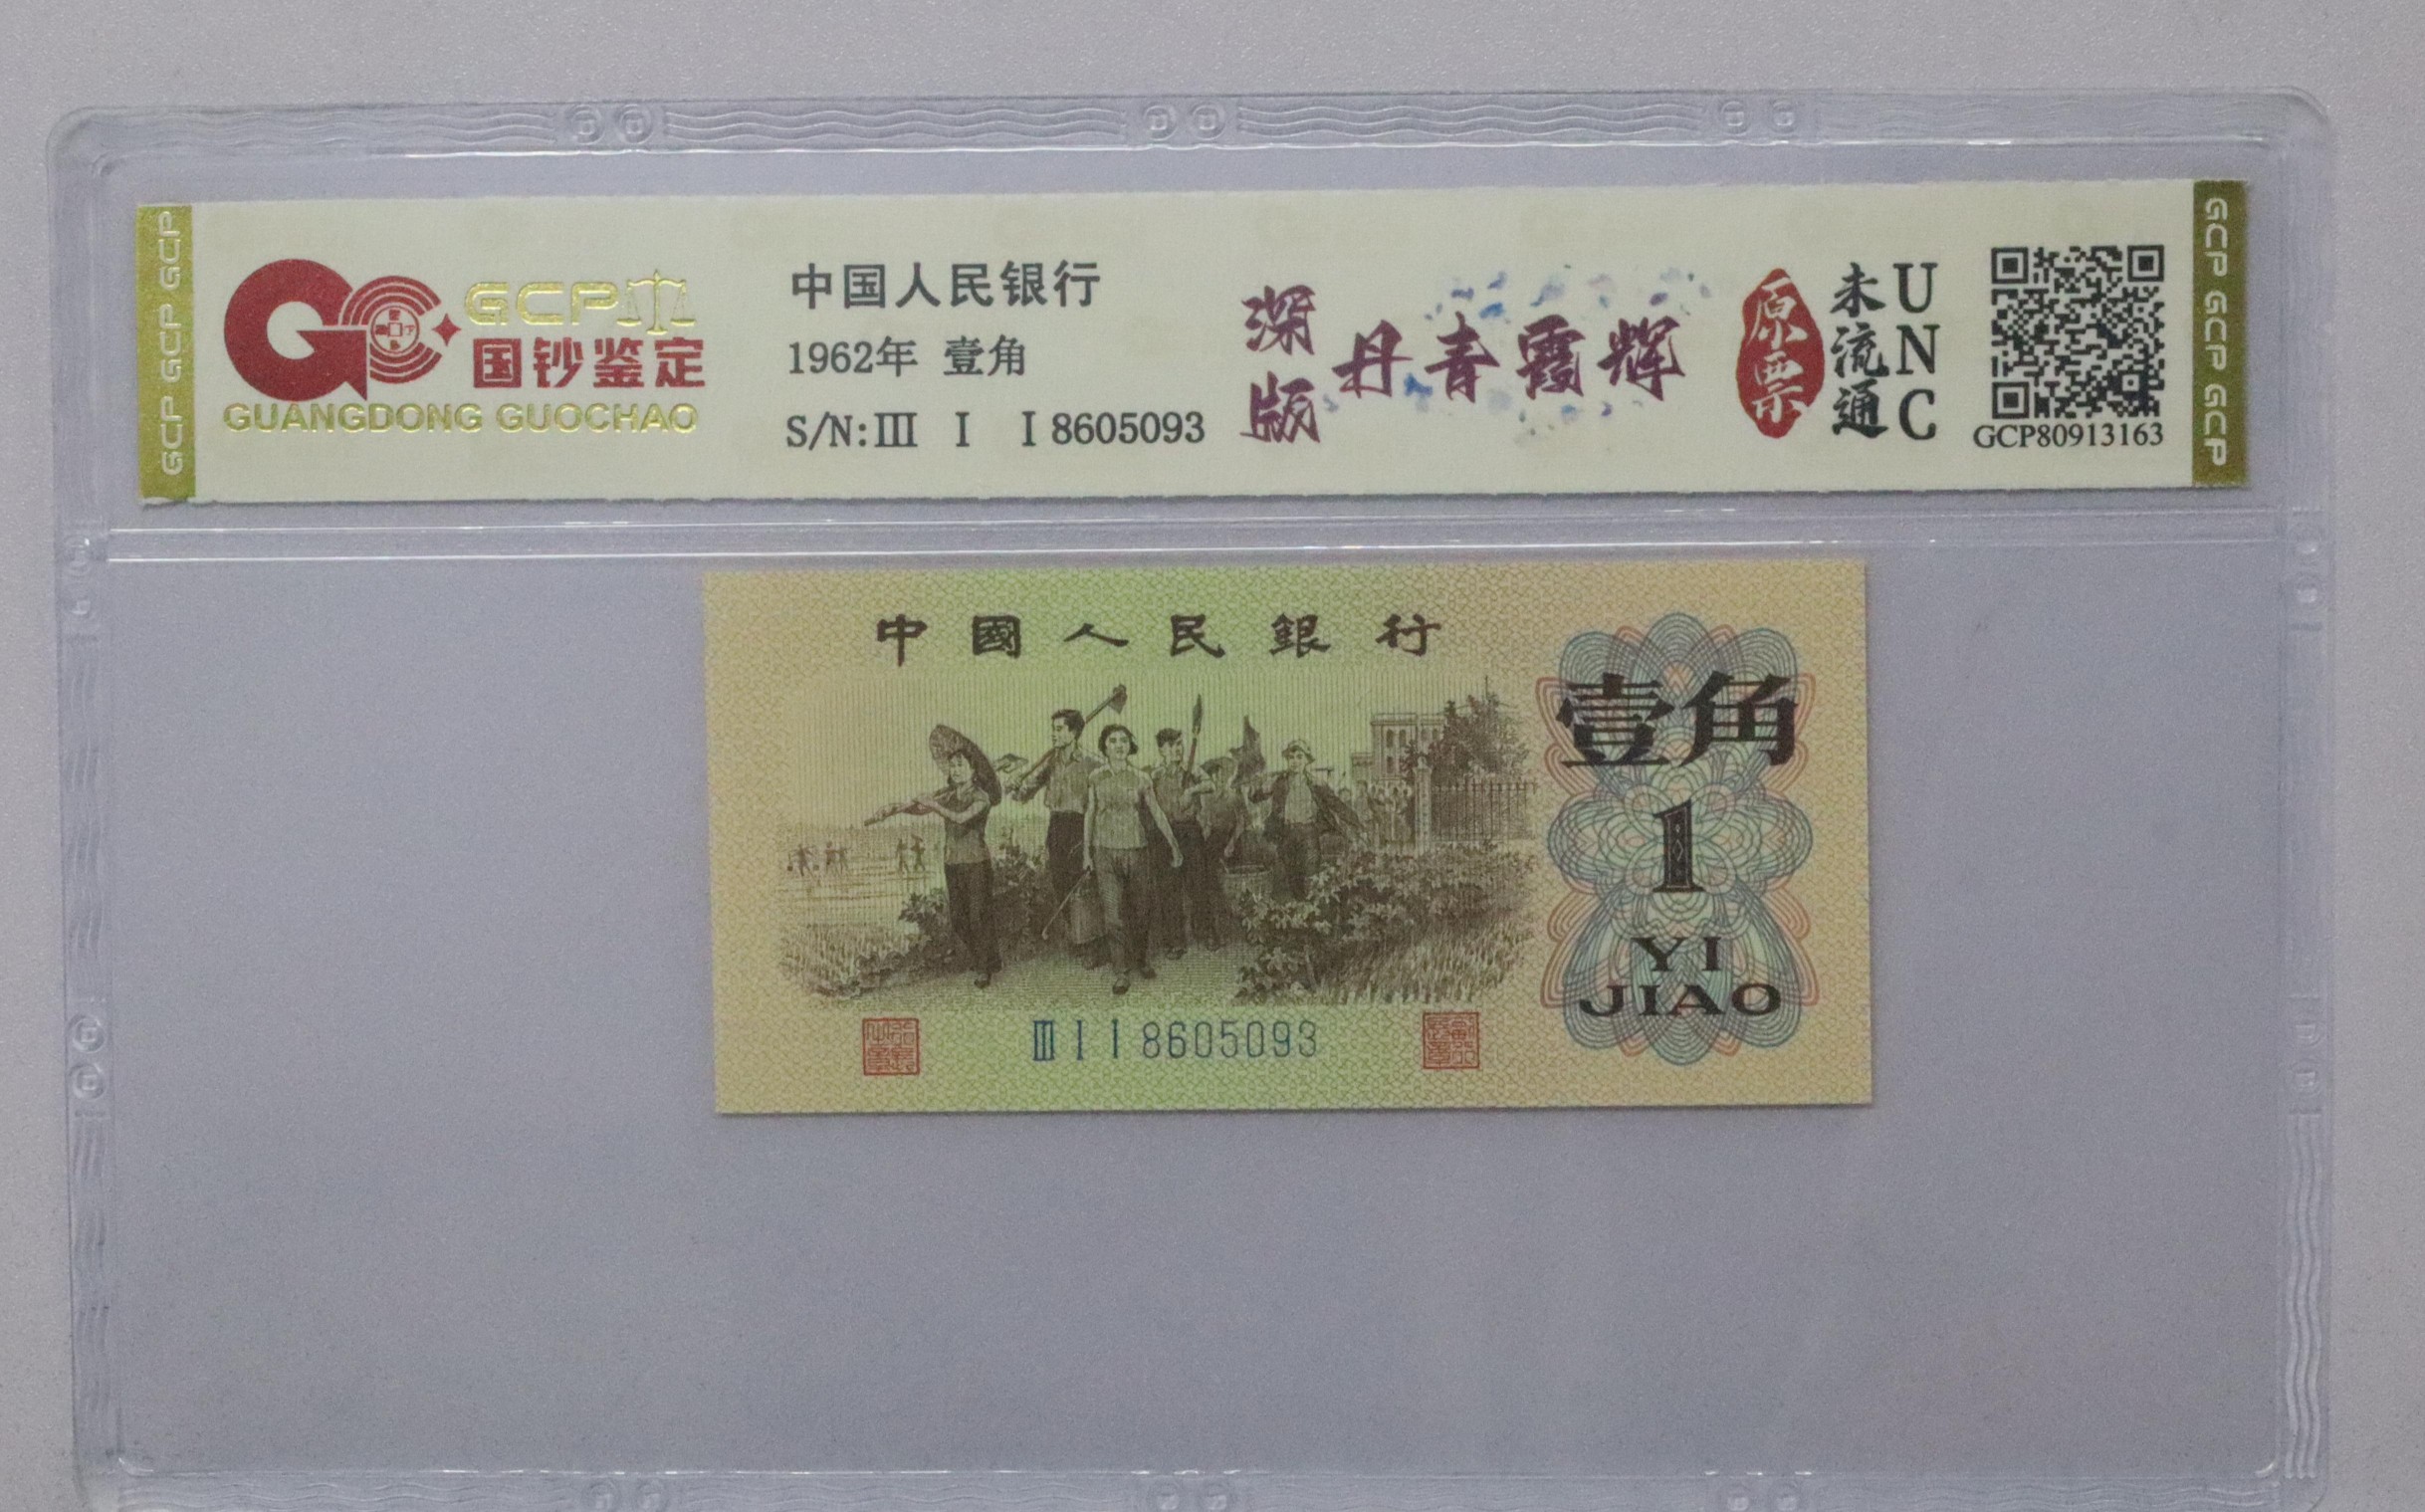 GCP GCP GCP
GCP
国钞鉴定
GUANGDONG GUOCHAO
中国人民银行
1962年 壹角
S/N:Ⅲ Ⅰ Ⅰ8605093
深版
丹青霞辉
原票
未流通
UNC
GCP80913163
GCP GCP GCP
中國人民銀行
壹角
1
YI
JIAO
ⅢⅠⅠ8605093